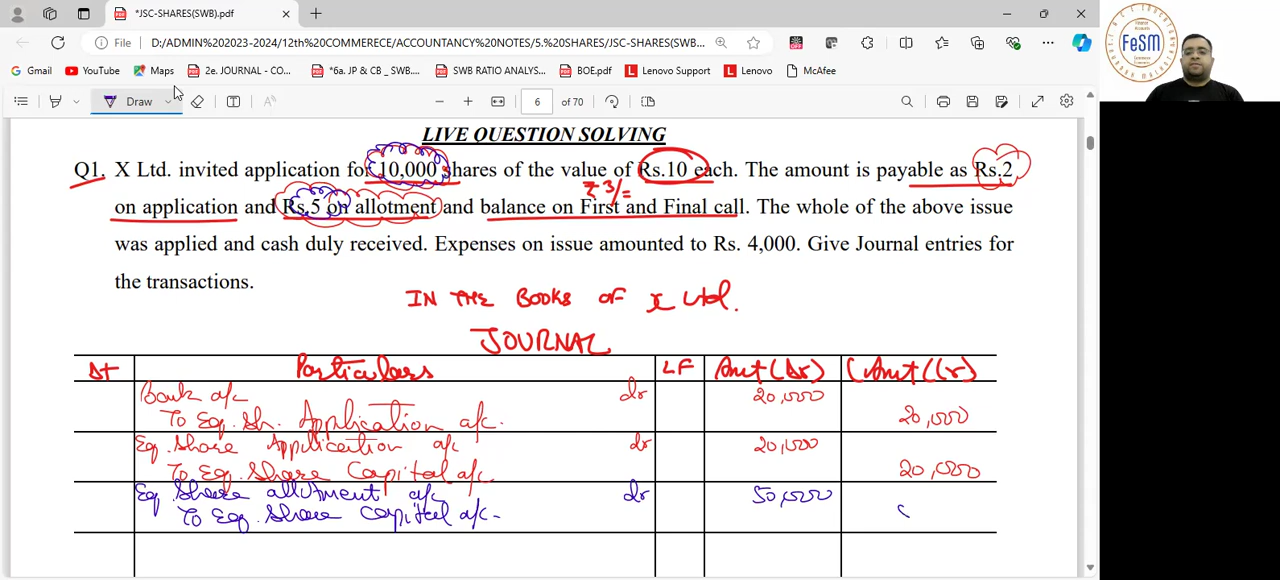 *JSC-SHARES(SWB).pdf
File D:/ADMIN%202023-2024/12th%20COMMERECE/ACCOUNTANCY%20NOTES/5.%20SHARES/JSC-SHARES(SWB...
Gmail YouTube Maps 2e. JOURNAL - CO... *6a. JP & CB _ SWB.... SWB RATIO ANALYS... BOE.pdf Lenovo Support Lenovo McAfee
Draw 6 of 70
FeSM
LIVE QUESTION SOLVING
Q1. X Ltd. invited application for 10,000 shares of the value of Rs.10 each. The amount is payable as Rs.2
₹3/=
on application and Rs.5 on allotment and balance on First and Final call. The whole of the above issue
was applied and cash duly received. Expenses on issue amounted to Rs. 4,000. Give Journal entries for
the transactions.
IN THE BOOKS OF X Ltd.
JOURNAL
Dt Particulars LF Amt(Dr) Amt(Cr)
Bank a/c dr 20,000
To Eq. Sh. Application a/c. 20,000
Eq. Share Application a/c dr 20,000
To Eq. Share Capital a/c. 20,000
Eq. Share allotment a/c dr 50,000
To Eq. Share Capital a/c.